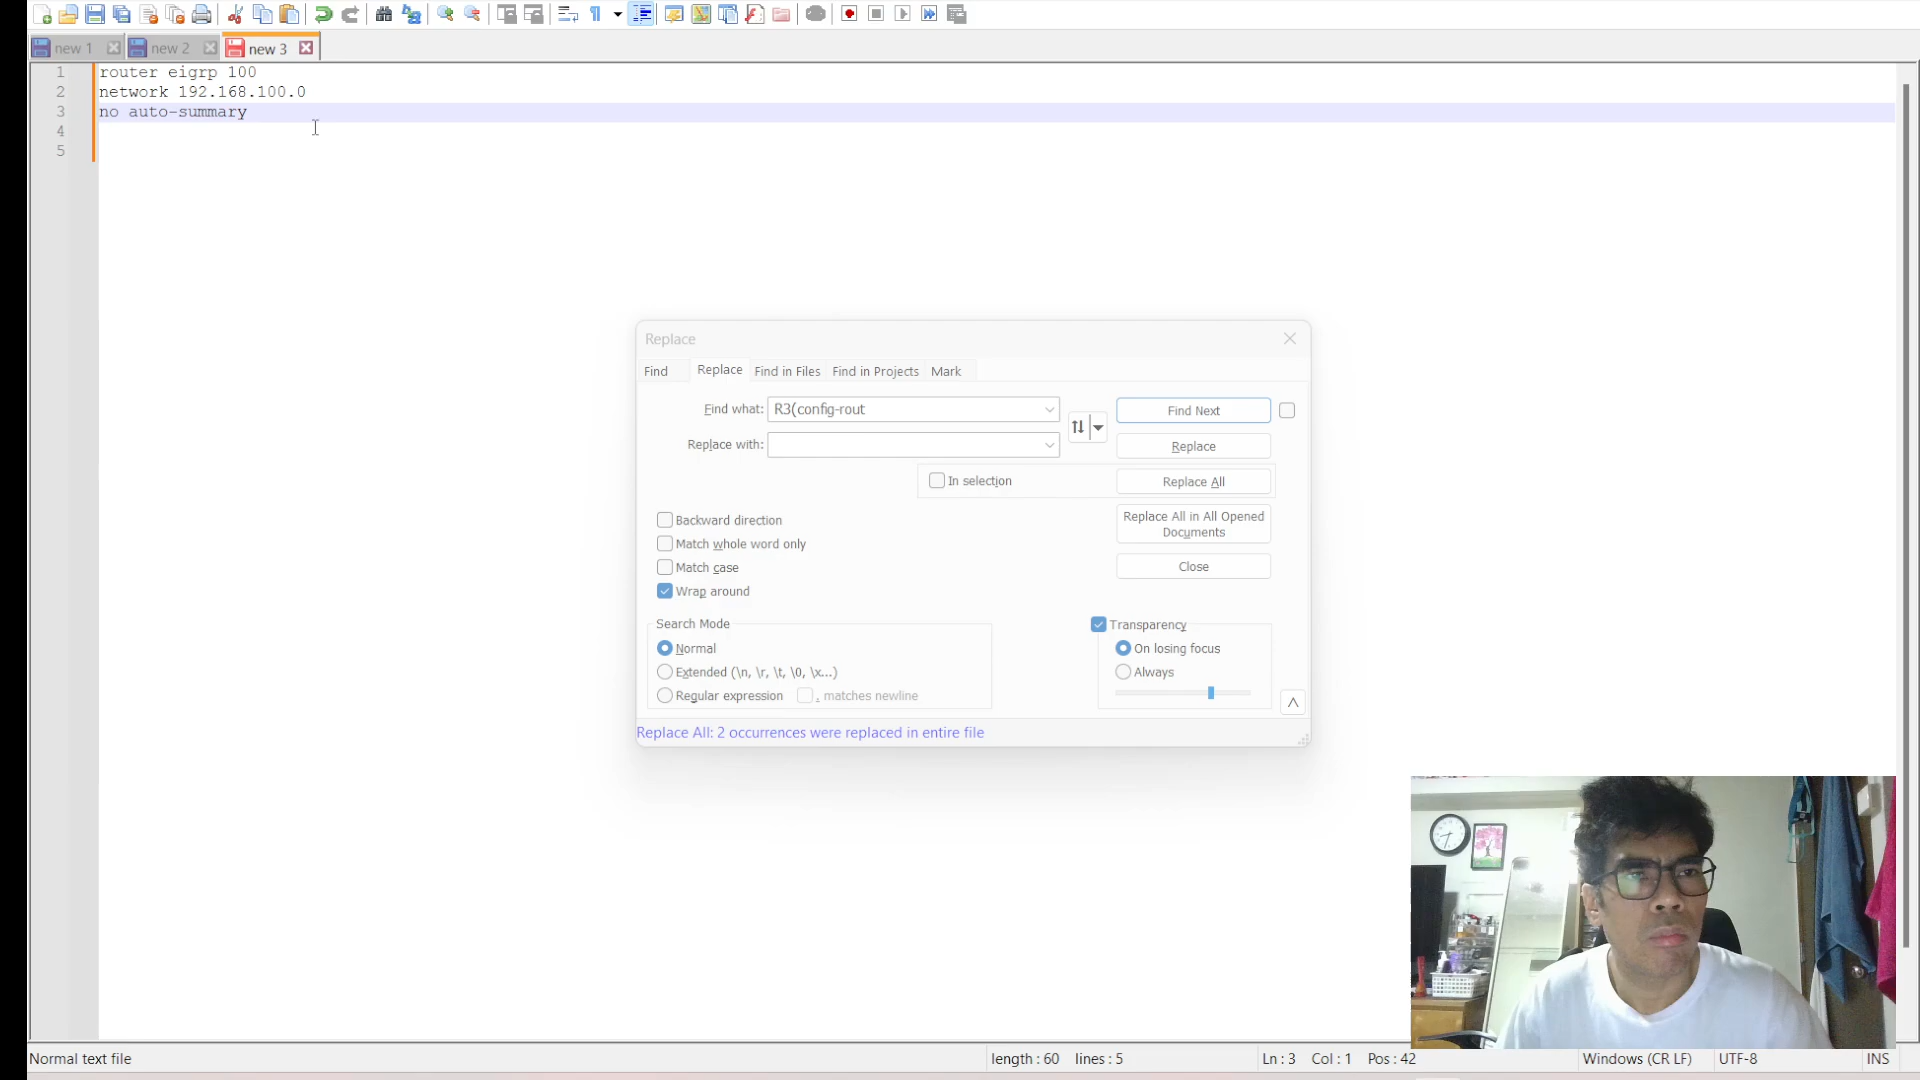 new 1
new 2
new 3
1 router eigrp 100
2 network 192.168.100.0
3 no auto-summary
4
5
Replace
Find Replace Find in Files Find in Projects Mark
Find what: R3(config-rout Find Next
Replace with: Replace
In selection Replace All
Backward direction Replace All in All Opened Documents
Match whole word only
Match case Close
Wrap around
Search Mode Transparency
Normal On losing focus
Extended (\n, \r, \t, \0, \x...) Always
Regular expression . matches newline
Replace All: 2 occurrences were replaced in entire file
Normal text file length : 60 lines : 5 Ln : 3 Col : 1 Pos : 42 Windows (CR LF) UTF-8 INS